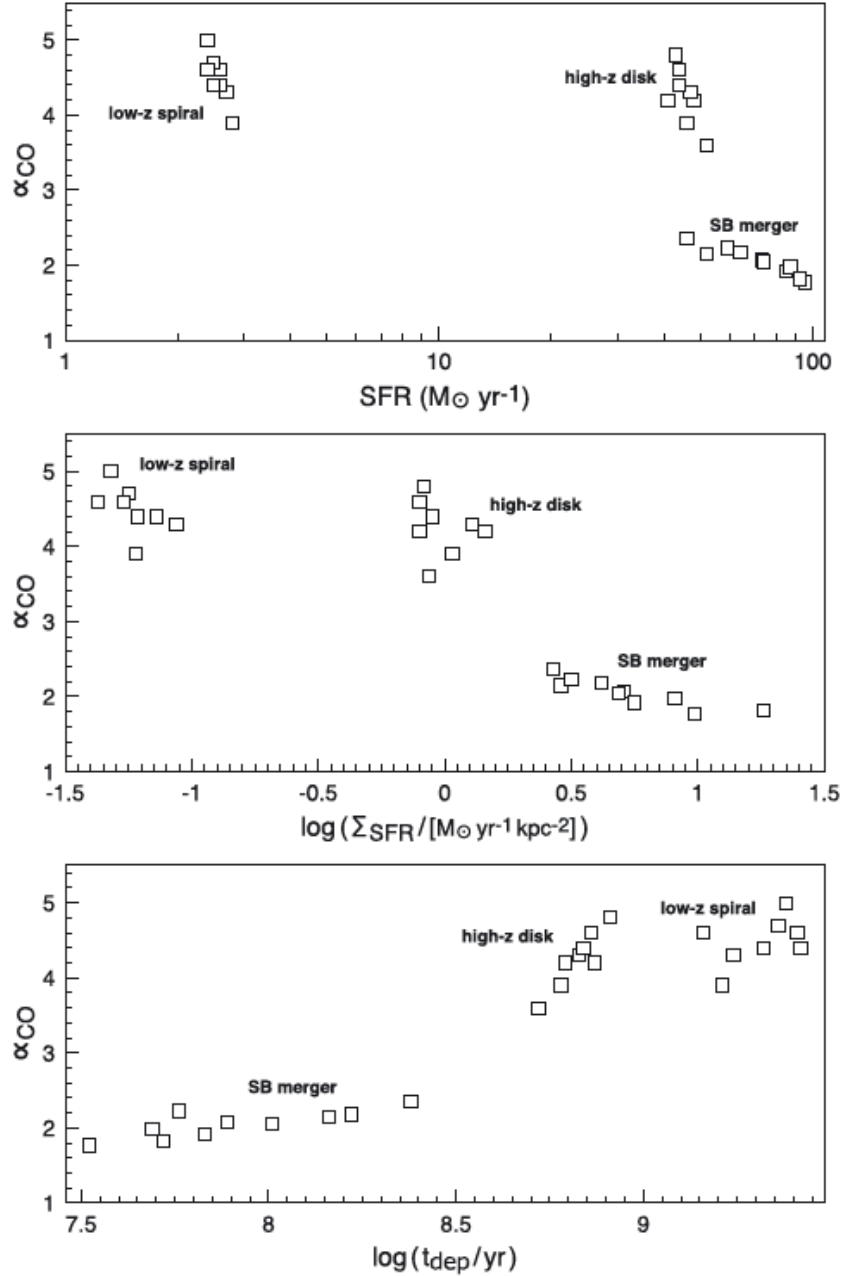 5
4
3
2
1
αCO
low-z spiral
high-z disk
SB merger
1
10
100
SFR (M⊙ yr-1)
5
4
3
2
1
αCO
low-z spiral
high-z disk
SB merger
-1.5
-1
-0.5
0
0.5
1
1.5
log (ΣSFR/[M⊙ yr-1 kpc-2])
5
4
3
2
1
αCO
low-z spiral
high-z disk
SB merger
7.5
8
8.5
9
log (tdep/yr)